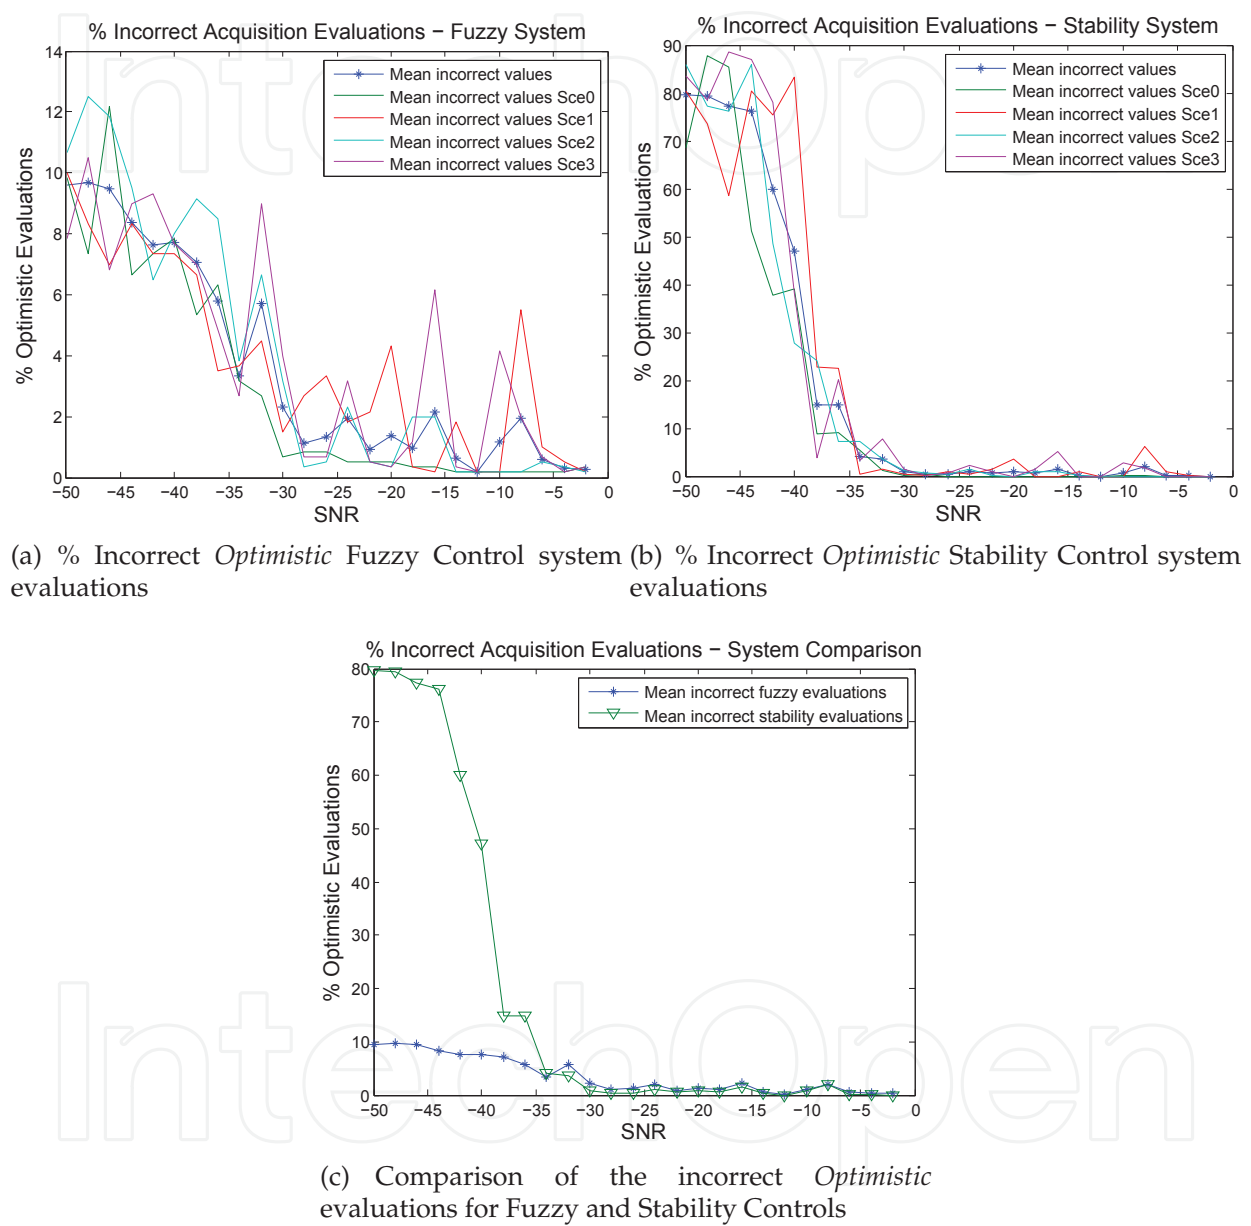 % Incorrect Acquisition Evaluations − Fuzzy System
14
12
10
8
6
4
2
0
% Optimistic Evaluations
Mean incorrect values
Mean incorrect values Sce0
Mean incorrect values Sce1
Mean incorrect values Sce2
Mean incorrect values Sce3
−50 −45 −40 −35 −30 −25 −20 −15 −10 −5 0
SNR
(a) % Incorrect Optimistic Fuzzy Control system
evaluations
% Incorrect Acquisition Evaluations − Stability System
90
80
70
60
50
40
30
20
10
0
% Optimistic Evaluations
Mean incorrect values
Mean incorrect values Sce0
Mean incorrect values Sce1
Mean incorrect values Sce2
Mean incorrect values Sce3
−50 −45 −40 −35 −30 −25 −20 −15 −10 −5 0
SNR
(b) % Incorrect Optimistic Stability Control system
evaluations
% Incorrect Acquisition Evaluations − System Comparison
80
70
60
50
40
30
20
10
0
% Optimistic Evaluations
Mean incorrect fuzzy evaluations
Mean incorrect stability evaluations
−50 −45 −40 −35 −30 −25 −20 −15 −10 −5 0
SNR
(c) Comparison of the incorrect Optimistic
evaluations for Fuzzy and Stability Controls
IntechOpen
IntechOpen